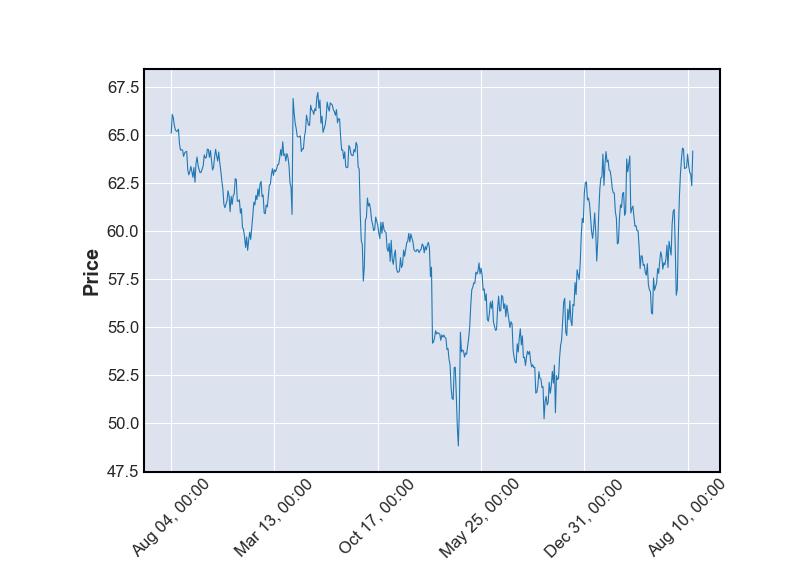 67.5
65.0
62.5
60.0
57.5
55.0
52.5
50.0
47.5
Price
Aug 04, 00:00
Mar 13, 00:00
Oct 17, 00:00
May 25, 00:00
Dec 31, 00:00
Aug 10, 00:00